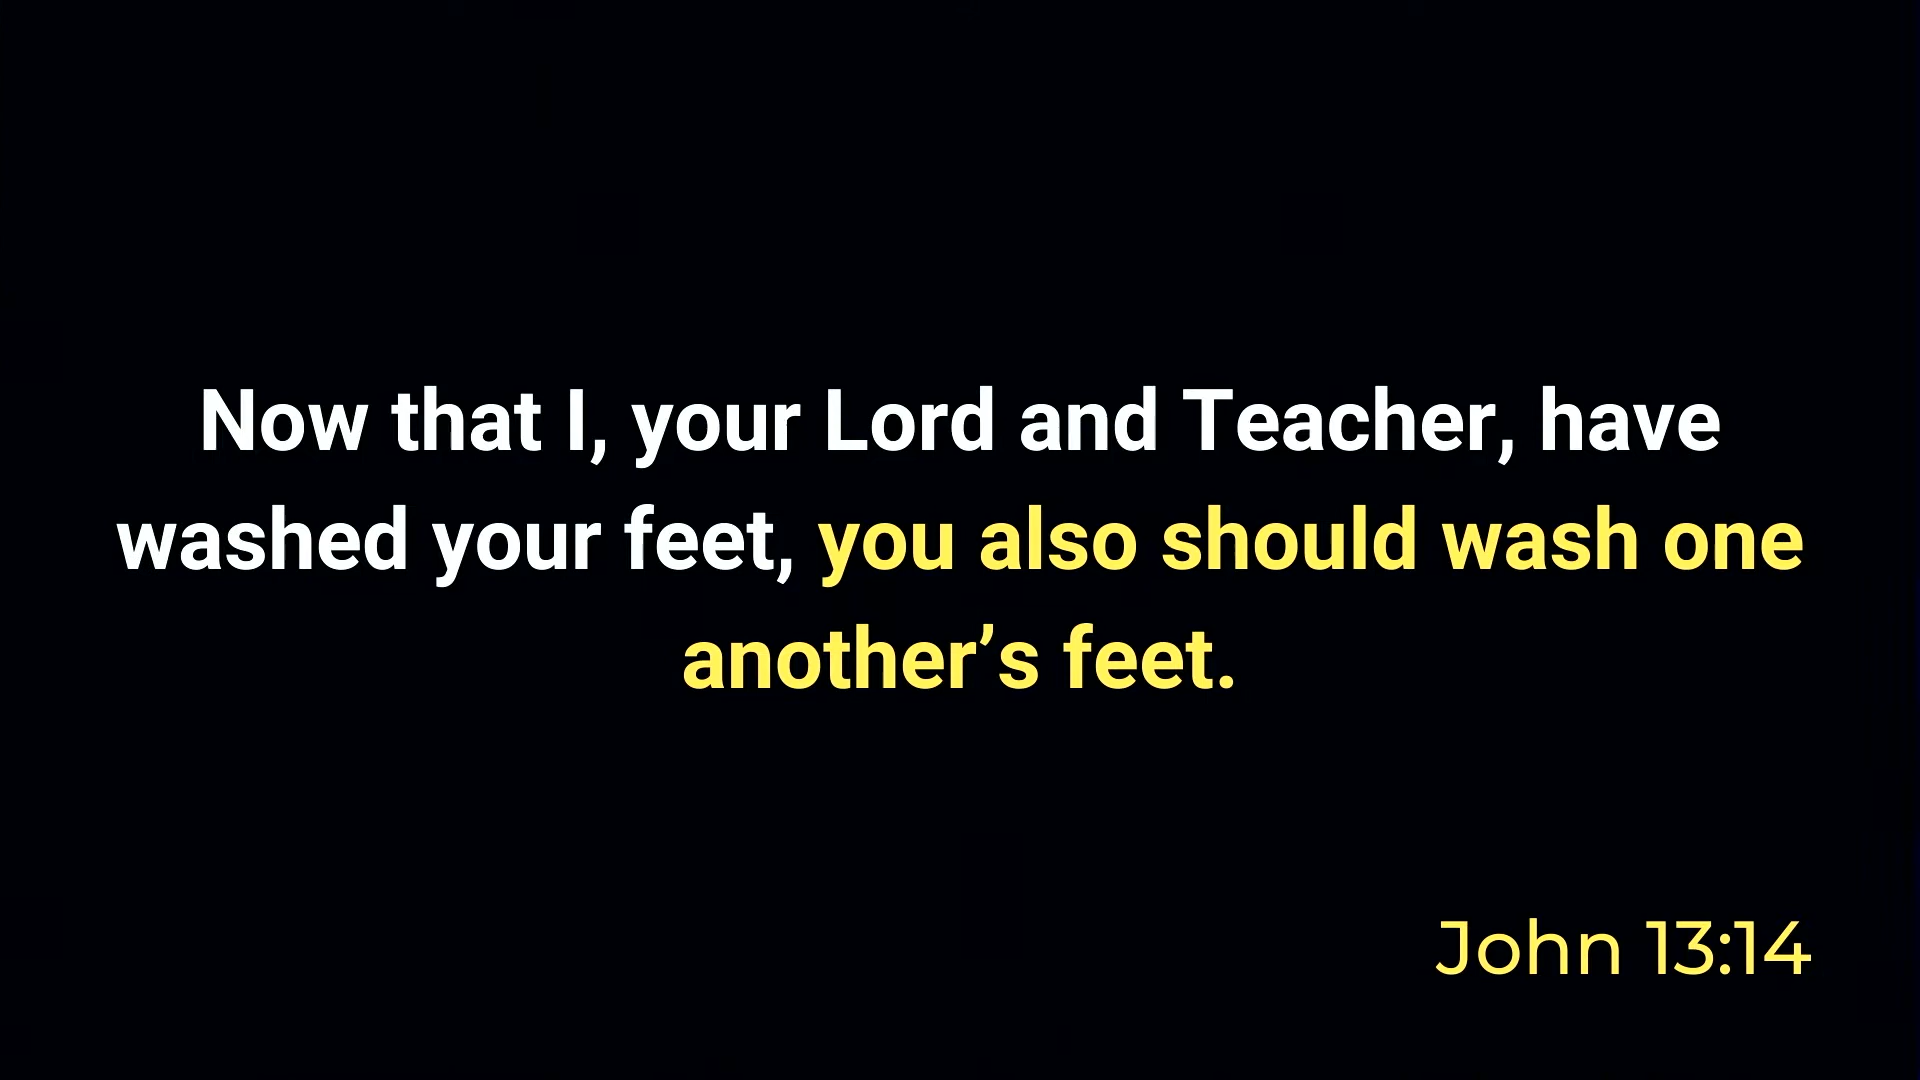 Now that I, your Lord and Teacher, have
washed your feet, you also should wash one
another’s feet.
John 13:14